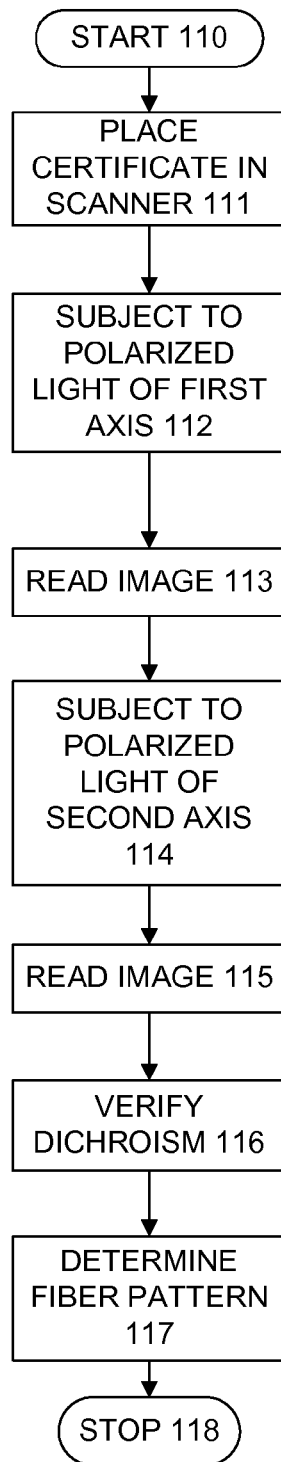 START 110
PLACE
CERTIFICATE IN
SCANNER 111
SUBJECT TO
POLARIZED
LIGHT OF FIRST
AXIS 112
READ IMAGE 113
SUBJECT TO
POLARIZED
LIGHT OF
SECOND AXIS
114
READ IMAGE 115
VERIFY
DICHROISM 116
DETERMINE
FIBER PATTERN
117
STOP 118